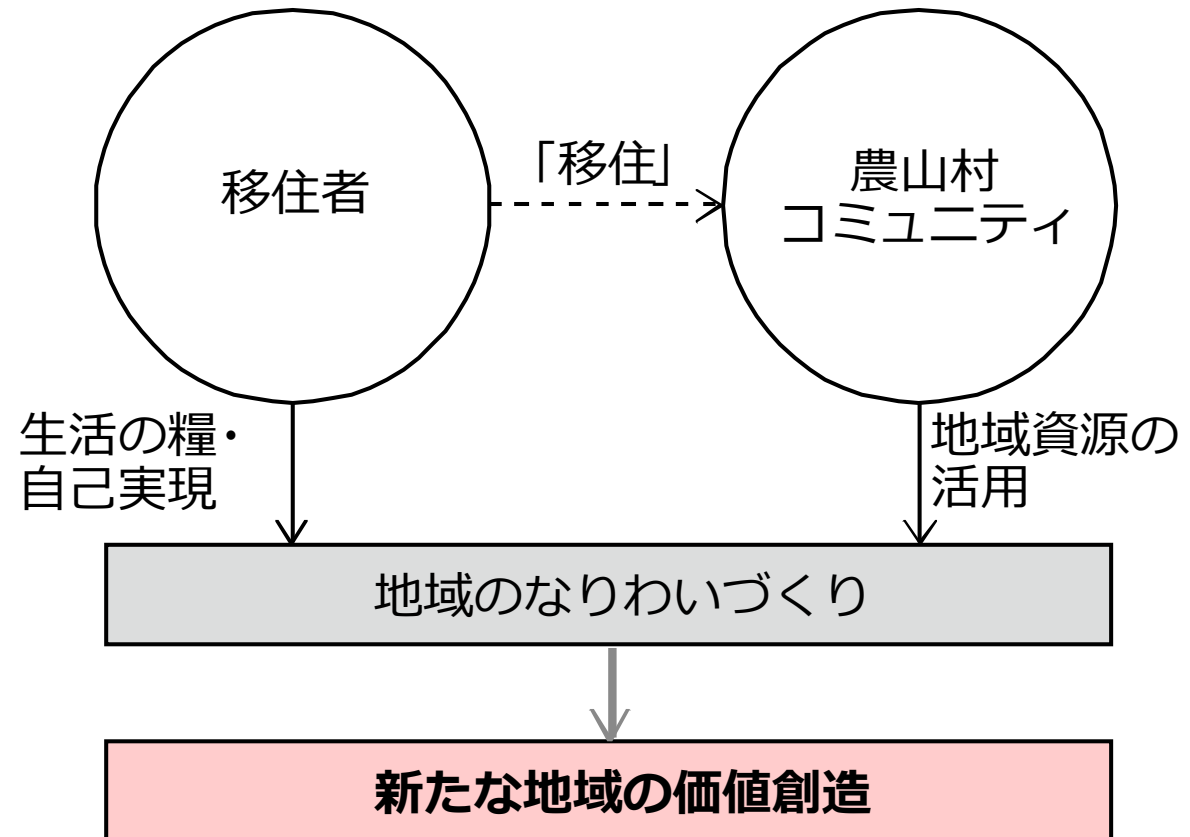 移住者
「移住」
農山村
コミュニティ
生活の糧・
自己実現
地域資源の
活用
地域のなりわいづくり
新たな地域の価値創造